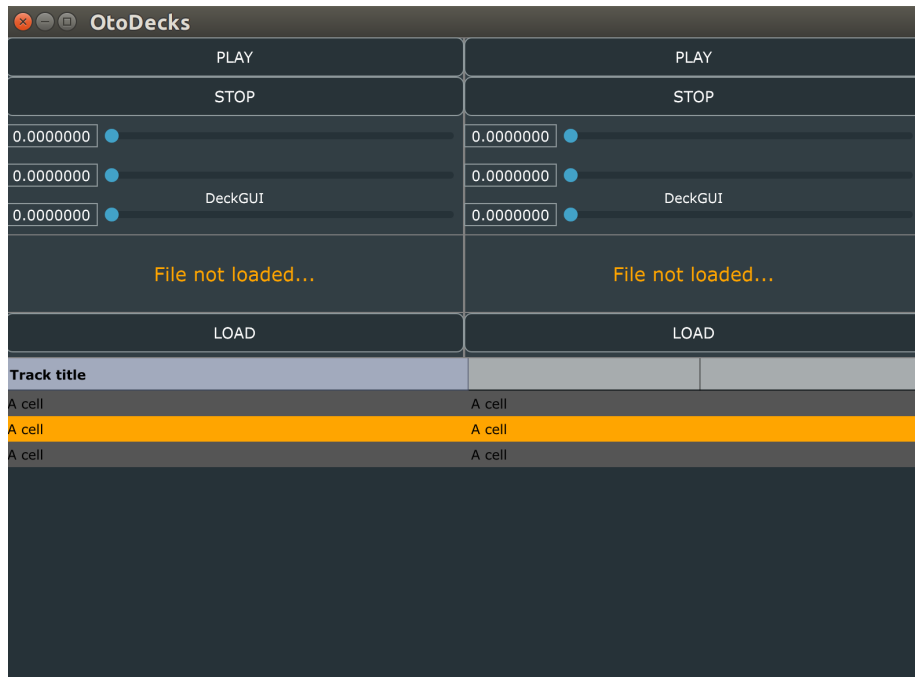 OtoDecks
PLAY PLAY
STOP STOP
0.0000000 0.0000000
0.0000000 0.0000000
DeckGUI DeckGUI
0.0000000 0.0000000
File not loaded... File not loaded...
LOAD LOAD
Track title
A cell A cell
A cell A cell
A cell A cell